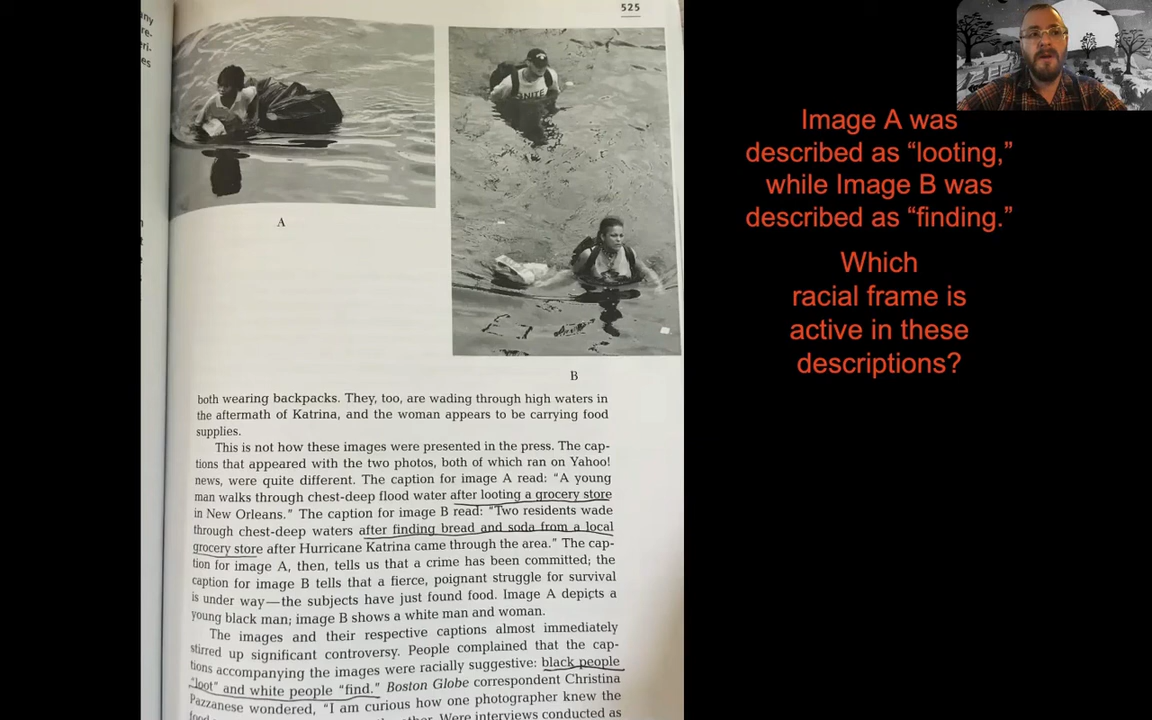 525
any
re-
eri.
es
NITE
A
B
both wearing backpacks. They, too, are wading through high waters in
the aftermath of Katrina, and the woman appears to be carrying food
supplies.
This is not how these images were presented in the press. The cap-
tions that appeared with the two photos, both of which ran on Yahoo!
news, were quite different. The caption for image A read: "A young
man walks through chest-deep flood water after looting a grocery store
in New Orleans." The caption for image B read: "Two residents wade
through chest-deep waters after finding bread and soda from a local
grocery store after Hurricane Katrina came through the area." The cap-
tion for image A, then, tells us that a crime has been committed; the
caption for image B tells that a fierce, poignant struggle for survival
is under way—the subjects have just found food. Image A depicts a
young black man; image B shows a white man and woman.
The images and their respective captions almost immediately
stirred up significant controversy. People complained that the cap-
tions accompanying the images were racially suggestive: black people
"loot" and white people "find." Boston Globe correspondent Christina
Pazzanese wondered, "I am curious how one photographer knew the
food Were interviews conducted as
Image A was
described as “looting,”
while Image B was
described as “finding.”
Which
racial frame is
active in these
descriptions?